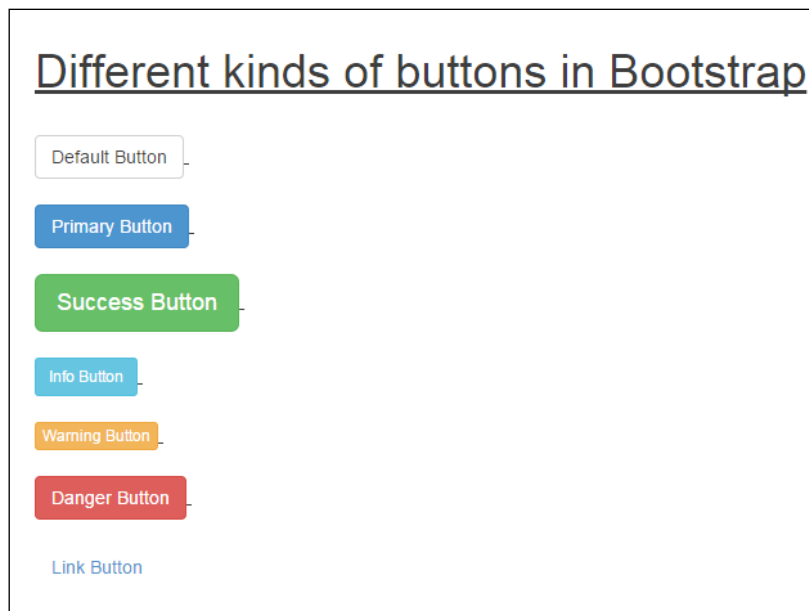 Different kinds of buttons in Bootstrap
Default Button
Primary Button
Success Button
Info Button
Warning Button
Danger Button
Link Button